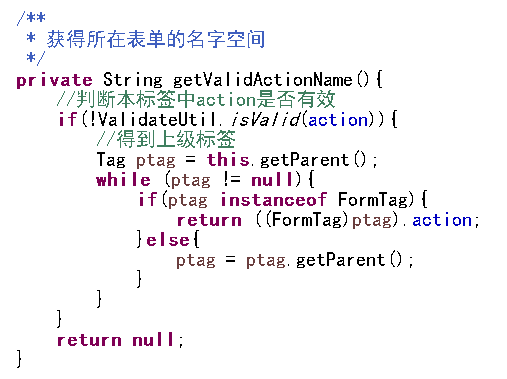 /**
 * 获得所在表单的名字空间
 */
private String getValidActionName(){
    //判断本标签中action是否有效
    if(!ValidateUtil.isValid(action)){
        //得到上级标签
        Tag ptag = this.getParent();
        while (ptag != null){
            if(ptag instanceof FormTag){
                return ((FormTag)ptag).action;
            }else{
                ptag = ptag.getParent();
            }
        }
    }
    return null;
}